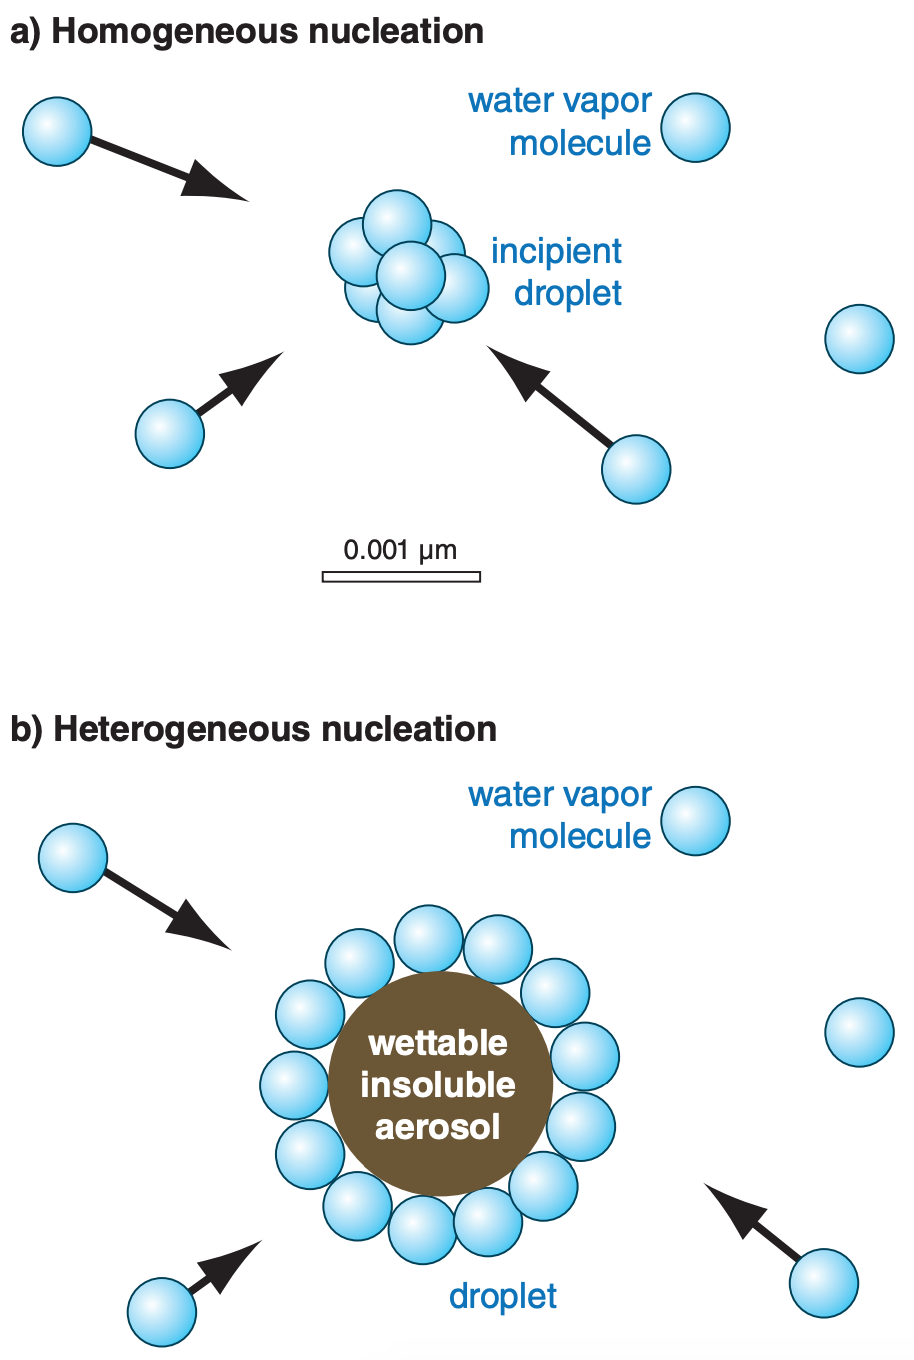 a) Homogeneous nucleation
water vapor
molecule
incipient
droplet
0.001 µm
b) Heterogeneous nucleation
water vapor
molecule
wettable
insoluble
aerosol
droplet